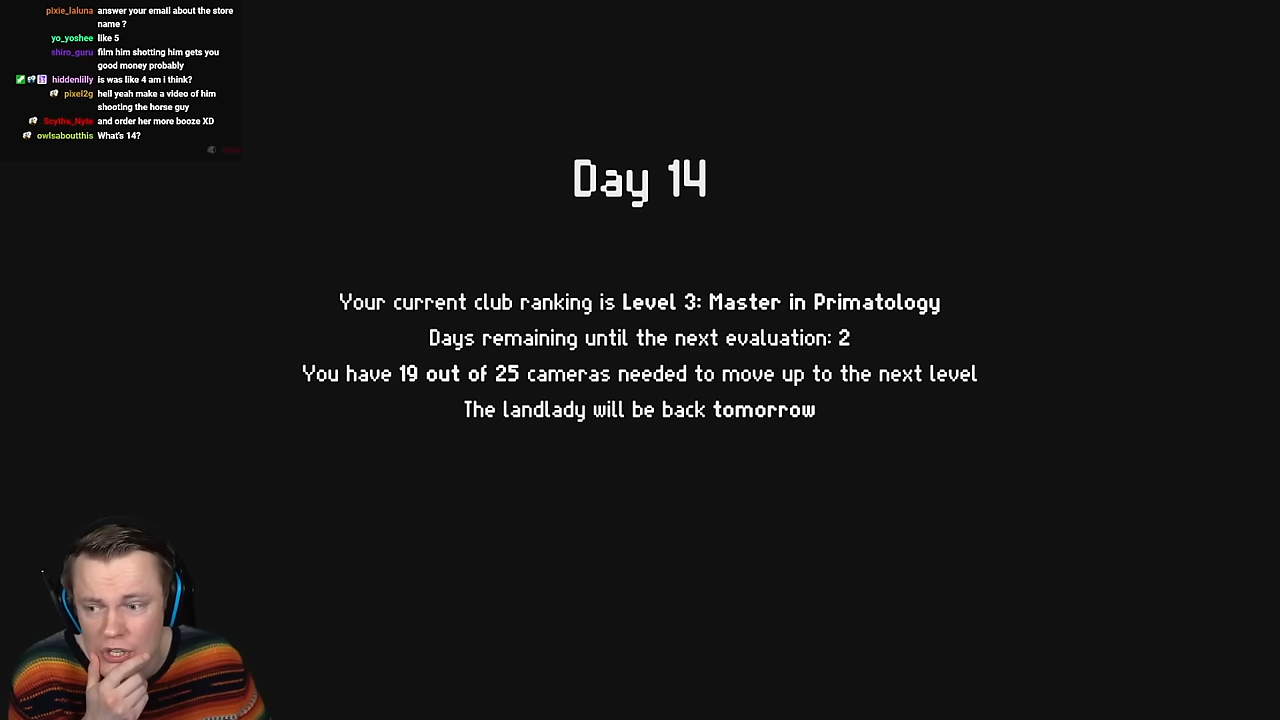 pixie_laluna answer your email about the store
name ?
yo_yoshee like 5
shiro_guru film him shotting him gets you
good money probably
hiddenlilly is was like 4 am i think?
pixel2g hell yeah make a video of him
shooting the horse guy
Scythe_Nyte and order her more booze XD
owlsaboutthis What's 14?
Day 14
Your current club ranking is Level 3: Master in Primatology
Days remaining until the next evaluation: 2
You have 19 out of 25 cameras needed to move up to the next level
The landlady will be back tomorrow